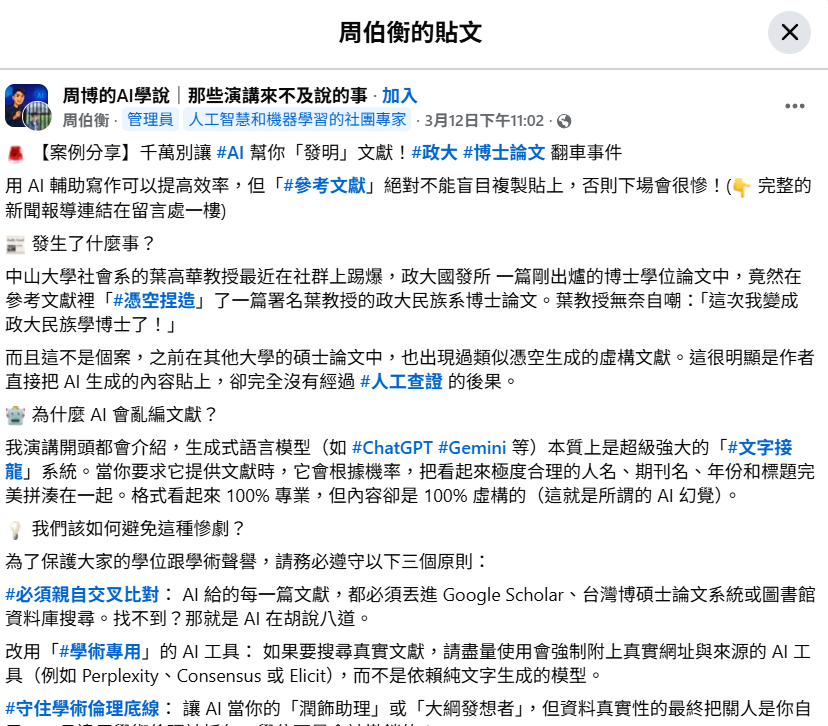 周伯衡的貼文
周博的AI學說｜那些演講來不及說的事 · 加入
周伯衡 · 管理員 人工智慧和機器學習的社團專家 · 3月12日下午11:02 ·
【案例分享】千萬別讓 #AI 幫你「發明」文獻！#政大 #博士論文 翻車事件
用 AI 輔助寫作可以提高效率，但「#參考文獻」絕對不能盲目複製貼上，否則下場會很慘！(👇 完整的
新聞報導連結在留言處一樓)
發生了什麼事？
中山大學社會系的葉高華教授最近在社群上踢爆，政大國發所 一篇剛出爐的博士學位論文中，竟然在
參考文獻裡「#憑空捏造」了一篇署名葉教授的政大民族系博士論文。葉教授無奈自嘲：「這次我變成
政大民族學博士了！」
而且這不是個案，之前在其他大學的碩士論文中，也出現過類似憑空生成的虛構文獻。這很明顯是作者
直接把 AI 生成的內容貼上，卻完全沒有經過 #人工查證 的後果。
🤖 為什麼 AI 會亂編文獻？
我演講開頭都會介紹，生成式語言模型（如 #ChatGPT #Gemini 等）本質上是超級強大的「#文字接
龍」系統。當你要求它提供文獻時，它會根據機率，把看起來極度合理的人名、期刊名、年份和標題完
美拼湊在一起。格式看起來 100% 專業，但內容卻是 100% 虛構的（這就是所謂的 AI 幻覺）。
💡 我們該如何避免這種慘劇？
為了保護大家的學位跟學術聲譽，請務必遵守以下三個原則：
#必須親自交叉比對： AI 給的每一篇文獻，都必須丟進 Google Scholar、台灣博碩士論文系統或圖書館
資料庫搜尋。找不到？那就是 AI 在胡說八道。
改用「#學術專用」的 AI 工具： 如果要搜尋真實文獻，請盡量使用會強制附上真實網址與來源的 AI 工
具（例如 Perplexity、Consensus 或 Elicit），而不是依賴純文字生成的模型。
#守住學術倫理底線： 讓 AI 當你的「潤飾助理」或「大綱發想者」，但資料真實性的最終把關人是你自